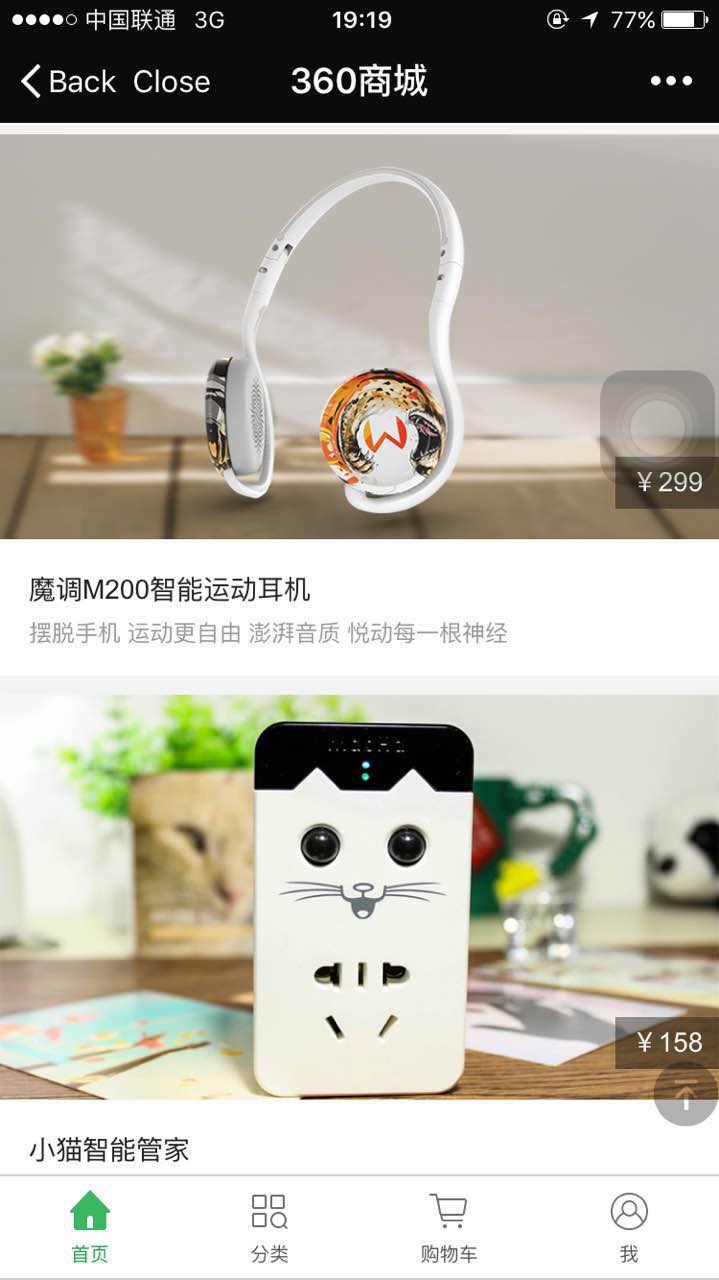 中国联通 3G 19:19 77%
Back Close 360商城
￥299
魔调M200智能运动耳机
摆脱手机 运动更自由 澎湃音质 悦动每一根神经
￥158
小猫智能管家
首页 分类 购物车 我